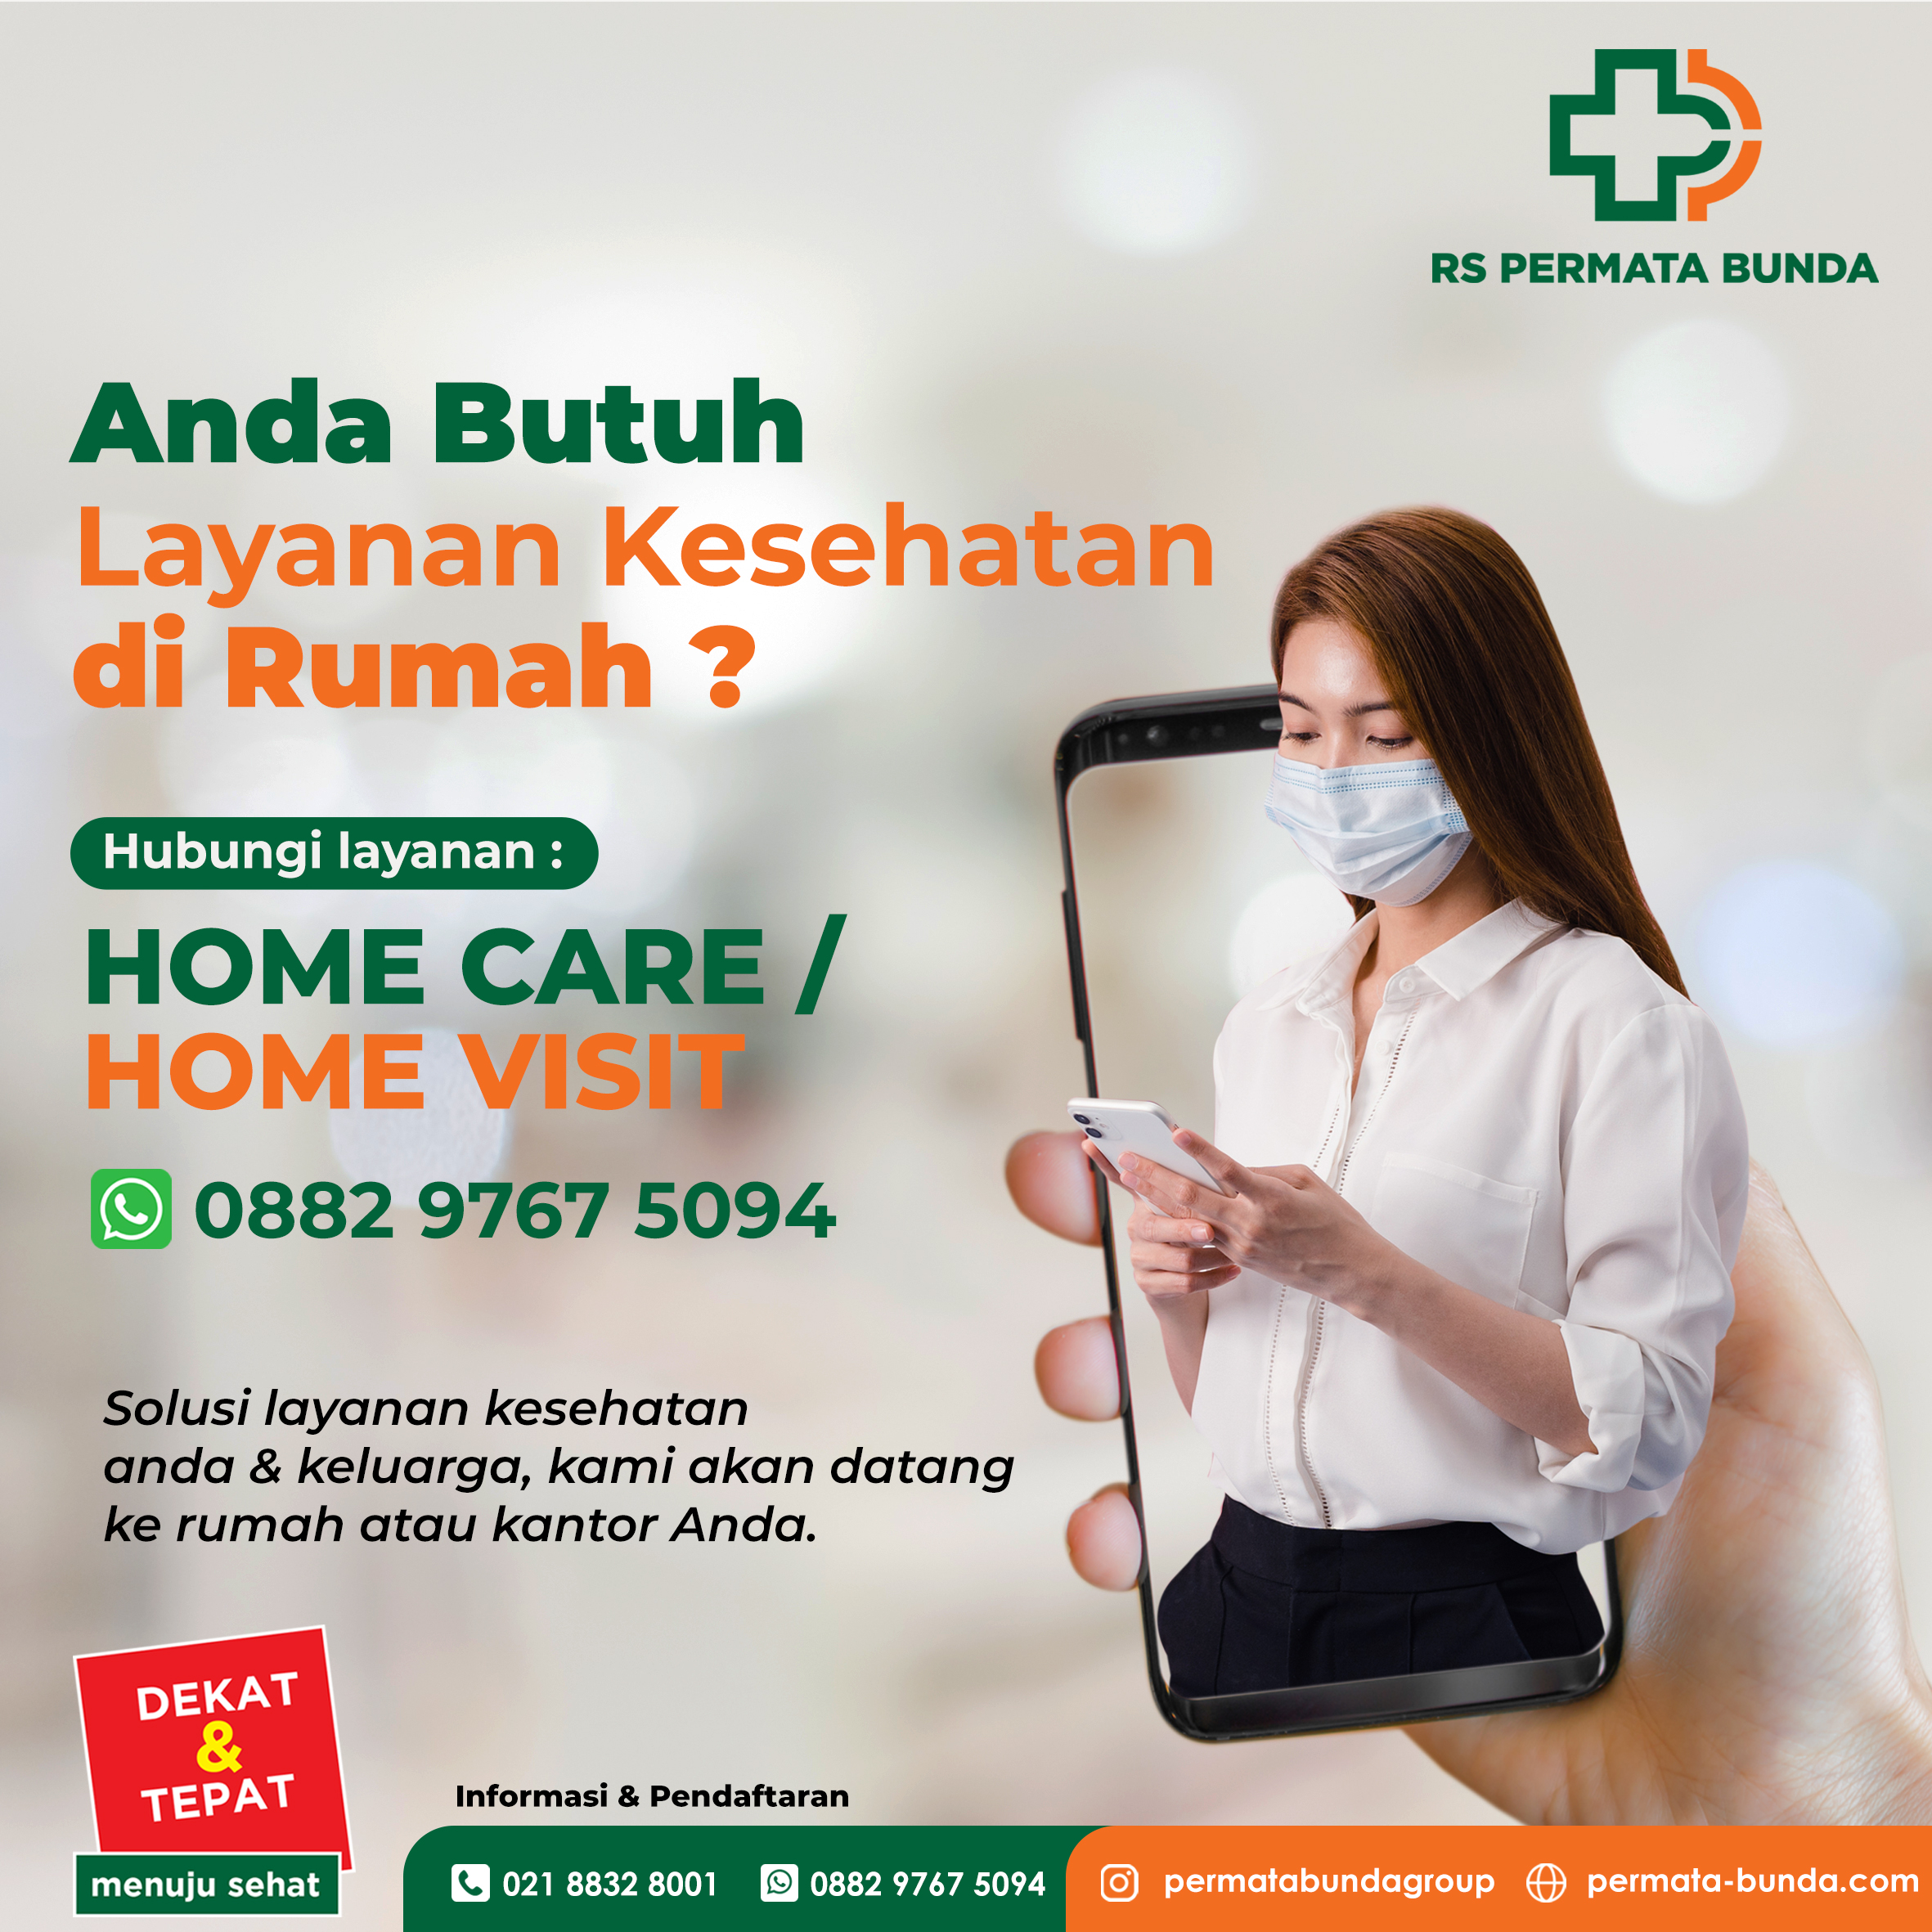 RS PERMATA BUNDA
Anda Butuh
Layanan Kesehatan
di Rumah ?
Hubungi layanan :
HOME CARE /
HOME VISIT
0882 9767 5094
Solusi layanan kesehatan
anda & keluarga, kami akan datang
ke rumah atau kantor Anda.
DEKAT
&
TEPAT
menuju sehat
Informasi & Pendaftaran
021 8832 8001 0882 9767 5094 permatabundagroup permata-bunda.com